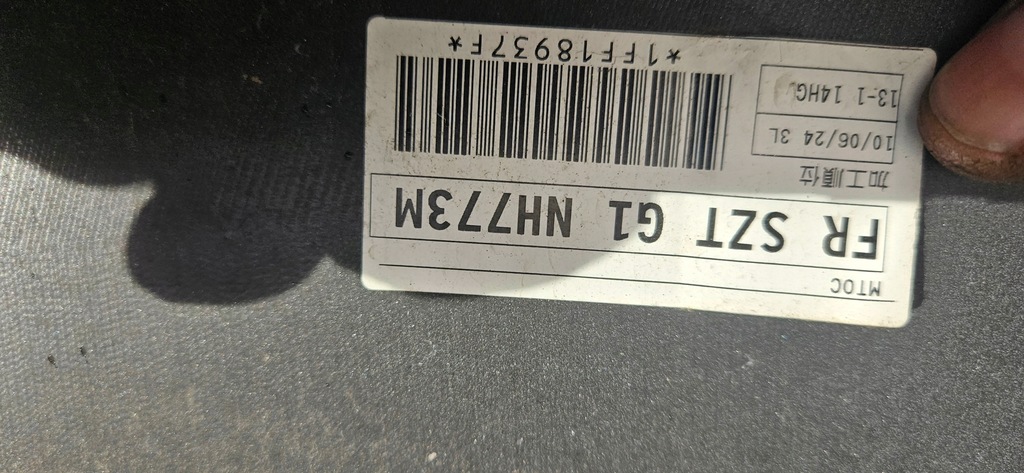 MTOC
FR SZT G1 NH773M
加工順位
10/06/24 3L
13-1 14HG
*1FF18937F*